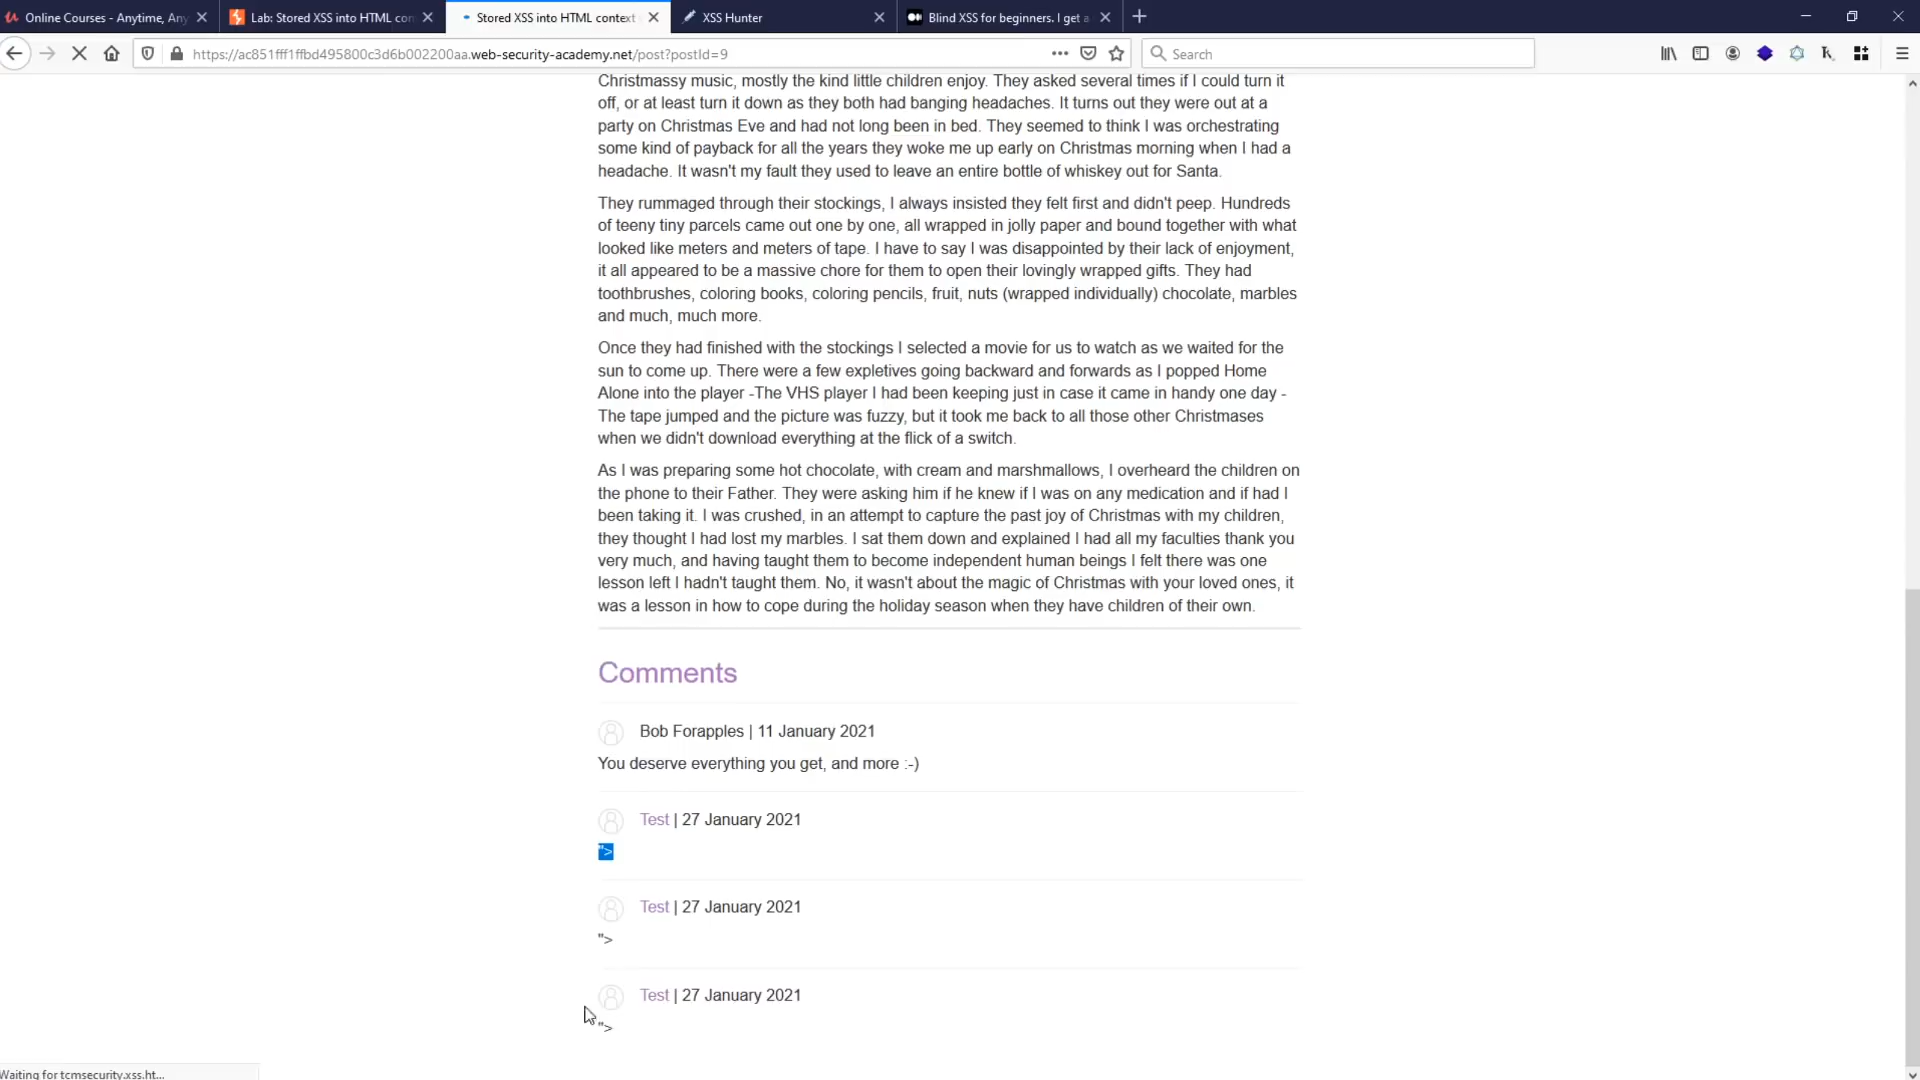 Online Courses - Anytime, Any
Lab: Stored XSS into HTML con
Stored XSS into HTML context
XSS Hunter
Blind XSS for beginners. I get a
https://ac851fff1ffbd495800c3d6b002200aa.web-security-academy.net/post?postId=9
Search
Christmassy music, mostly the kind little children enjoy. They asked several times if I could turn it
off, or at least turn it down as they both had banging headaches. It turns out they were out at a
party on Christmas Eve and had not long been in bed. They seemed to think I was orchestrating
some kind of payback for all the years they woke me up early on Christmas morning when I had a
headache. It wasn't my fault they used to leave an entire bottle of whiskey out for Santa.
They rummaged through their stockings, I always insisted they felt first and didn't peep. Hundreds
of teeny tiny parcels came out one by one, all wrapped in jolly paper and bound together with what
looked like meters and meters of tape. I have to say I was disappointed by their lack of enjoyment,
it all appeared to be a massive chore for them to open their lovingly wrapped gifts. They had
toothbrushes, coloring books, coloring pencils, fruit, nuts (wrapped individually) chocolate, marbles
and much, much more.
Once they had finished with the stockings I selected a movie for us to watch as we waited for the
sun to come up. There were a few expletives going backward and forwards as I popped Home
Alone into the player -The VHS player I had been keeping just in case it came in handy one day -
The tape jumped and the picture was fuzzy, but it took me back to all those other Christmases
when we didn't download everything at the flick of a switch.
As I was preparing some hot chocolate, with cream and marshmallows, I overheard the children on
the phone to their Father. They were asking him if he knew if I was on any medication and if had I
been taking it. I was crushed, in an attempt to capture the past joy of Christmas with my children,
they thought I had lost my marbles. I sat them down and explained I had all my faculties thank you
very much, and having taught them to become independent human beings I felt there was one
lesson left I hadn't taught them. No, it wasn't about the magic of Christmas with your loved ones, it
was a lesson in how to cope during the holiday season when they have children of their own.
Comments
Bob Forapples | 11 January 2021
You deserve everything you get, and more :-)
Test | 27 January 2021
">
Test | 27 January 2021
">
Test | 27 January 2021
">
Waiting for tcmsecurity.xss.ht...